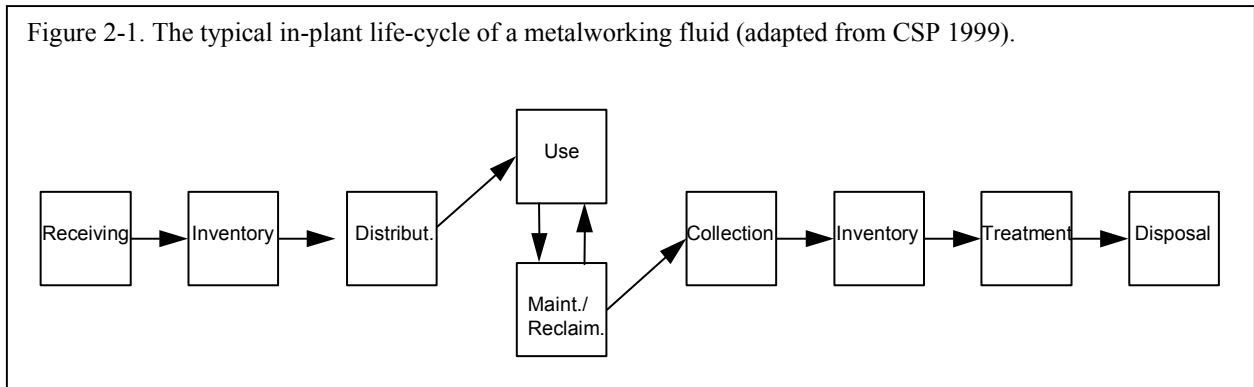 Figure 2-1. The typical in-plant life-cycle of a metalworking fluid (adapted from CSP 1999).
Use
Receiving
Inventory
Distribut.
Collection
Inventory
Treatment
Disposal
Maint./
Reclaim.